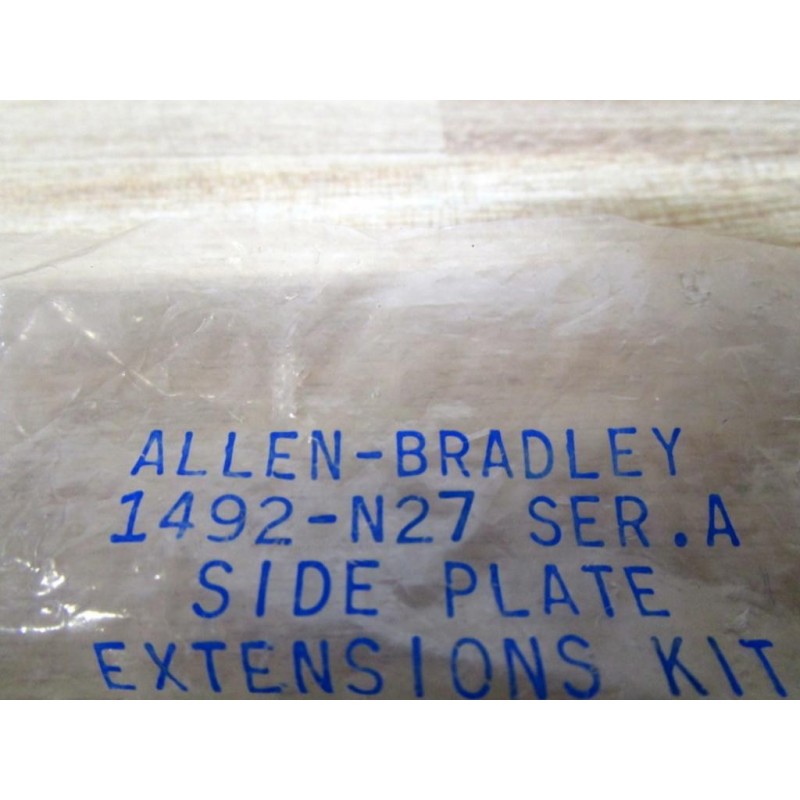 ALLEN-BRADLEY
1492-N27 SER.A
SIDE PLATE
EXTENSIONS KIT